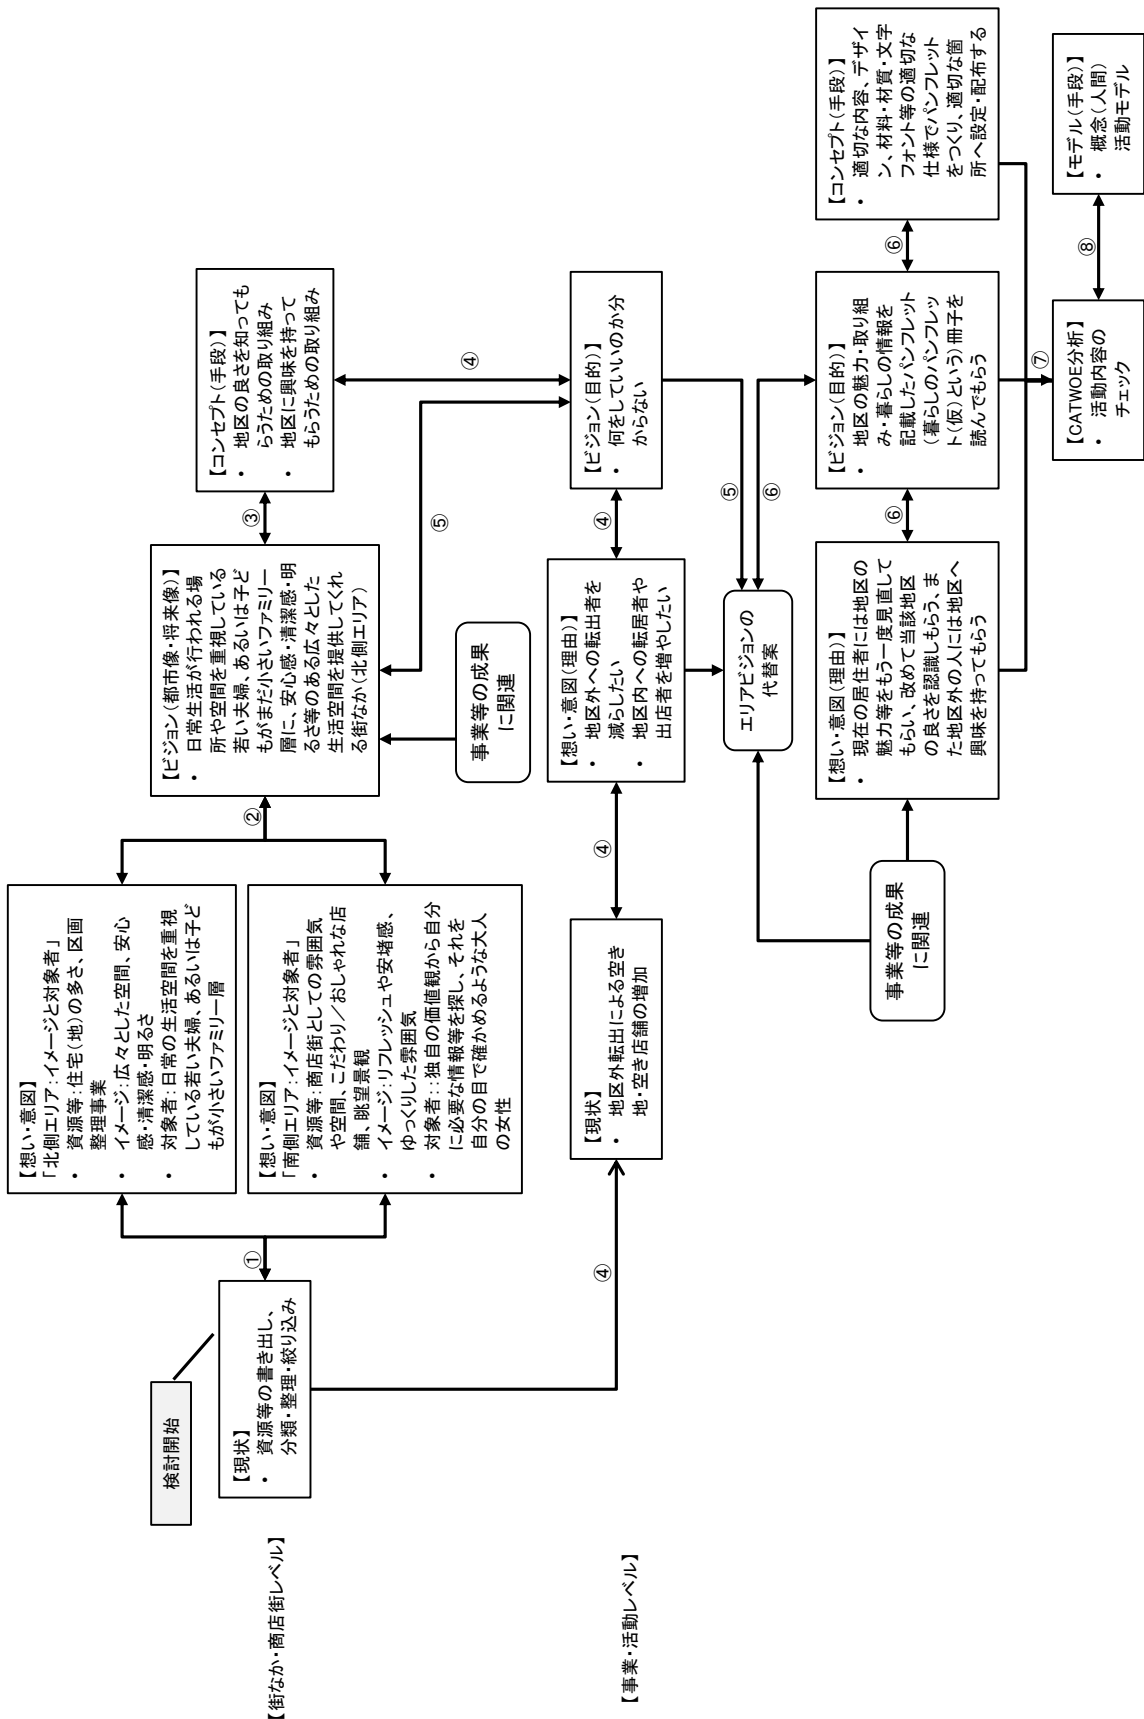 検討開始
【街なか・商店街レベル】
【現状】
• 資源等の書き出し、
分類・整理・絞り込み
①
【想い・意図】
「北側エリア：イメージと対象者」
• 資源等：住宅（地）の多さ、区画
整理事業
• イメージ：広々とした空間、安心
感・清潔感・明るさ
• 対象者：日常の生活空間を重視
している若い夫婦、あるいは子ど
もが小さいファミリー層
【想い・意図】
「南側エリア：イメージと対象者」
• 資源等：商店街としての雰囲気
や空間、こだわり／おしゃれな店
舗、眺望景観
• イメージ：リフレッシュや安堵感、
ゆっくりした雰囲気
• 対象者：：独自の価値観から自分
に必要な情報等を探し、それを
自分の目で確かめるような大人
の女性
②
【ビジョン（都市像・将来像）】
• 日常生活が行われる場
所や空間を重視している
若い夫婦、あるいは子ど
もがまだ小さいファミリー
層に、安心感・清潔感・明
るさ等のある広々とした
生活空間を提供してくれ
る街なか（北側エリア）
③
【コンセプト（手段）】
• 地区の良さを知っても
らうための取り組み
• 地区に興味を持って
もらうための取り組み
事業等の成果
に関連
⑤
④
【事業・活動レベル】
④
【現状】
• 地区外転出による空き
地・空き店舗の増加
④
【想い・意図（理由）】
• 地区外への転出者を
減らしたい
• 地区内への転居者や
出店者を増やしたい
④
【ビジョン（目的）】
• 何をしていいのか分
からない
エリアビジョンの
代替案
⑤
⑥
事業等の成果
に関連
【想い・意図（理由）】
• 現在の居住者には地区の
魅力等をもう一度見直して
もらい、改めて当該地区
の良さを認識しもらう、ま
た地区外の人には地区へ
興味を持ってもらう
⑥
【ビジョン（目的）】
• 地区の魅力・取り組
み・暮らしの情報を
記載したパンフレット
（暮らしのパンフレッ
ト（仮）という）冊子を
読んでもらう
⑥
【コンセプト（手段）】
• 適切な内容、デザイ
ン、材料・材質・文字
フォント等の適切な
仕様でパンフレット
をつくり、適切な箇
所へ設定・配布する
⑦
【CATWOE分析】
• 活動内容の
チェック
⑧
【モデル（手段）】
• 概念（人間）
活動モデル